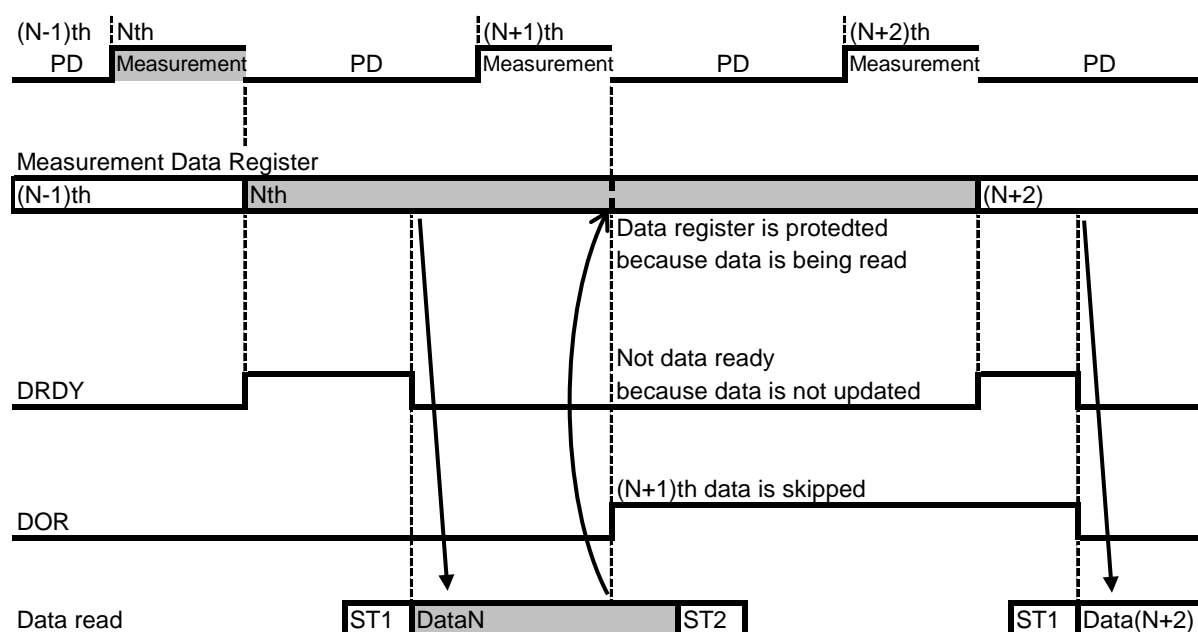 (N-1)th Nth (N+1)th (N+2)th
PD Measurement PD Measurement PD Measurement PD
Measurement Data Register
(N-1)th Nth (N+2)
Data register is protedted
because data is being read
Not data ready
DRDY because data is not updated
(N+1)th data is skipped
DOR
Data read ST1 DataN ST2 ST1 Data(N+2)